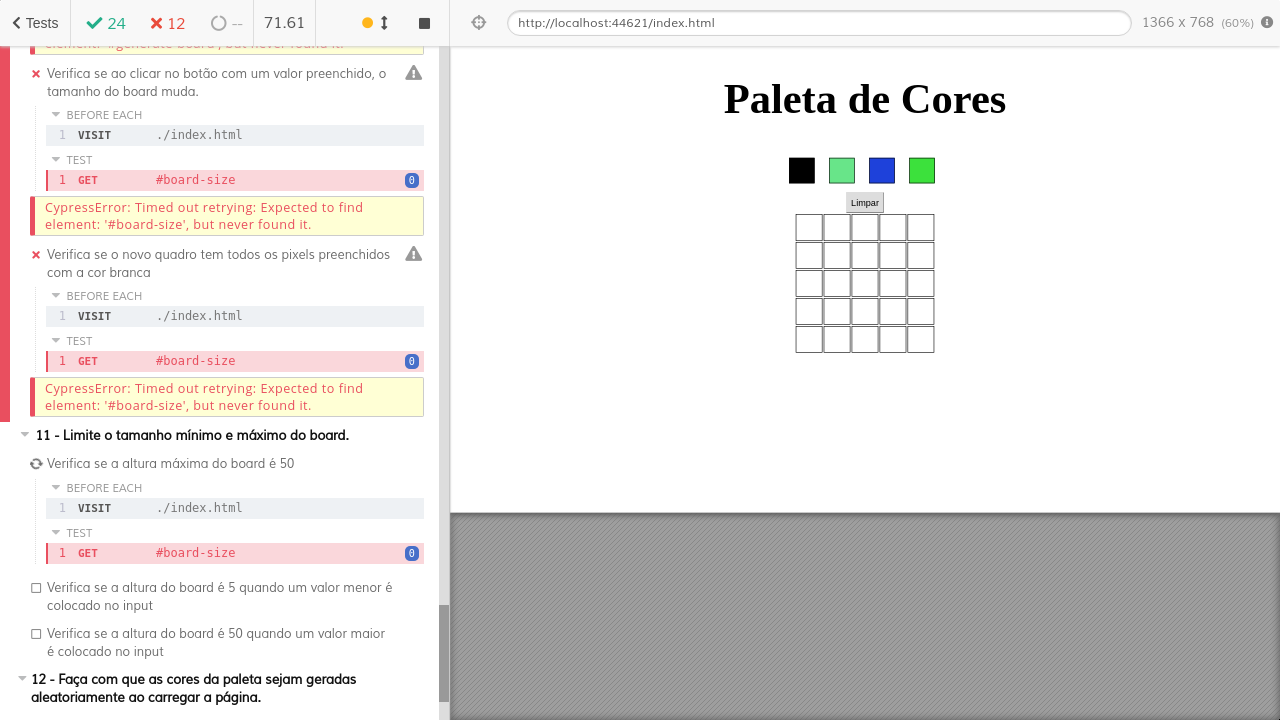 Tests
24
12
--
71.61
http://localhost:44621/index.html
1366 x 768 (60%)
element: '#generate-board', but never found it.
Verifica se ao clicar no botão com um valor preenchido, o
tamanho do board muda.
BEFORE EACH
1 VISIT ./index.html
TEST
1 GET #board-size 0
CypressError: Timed out retrying: Expected to find
element: '#board-size', but never found it.
Verifica se o novo quadro tem todos os pixels preenchidos
com a cor branca
BEFORE EACH
1 VISIT ./index.html
TEST
1 GET #board-size 0
CypressError: Timed out retrying: Expected to find
element: '#board-size', but never found it.
11 - Limite o tamanho mínimo e máximo do board.
Verifica se a altura máxima do board é 50
BEFORE EACH
1 VISIT ./index.html
TEST
1 GET #board-size 0
Verifica se a altura do board é 5 quando um valor menor é
colocado no input
Verifica se a altura do board é 50 quando um valor maior
é colocado no input
12 - Faça com que as cores da paleta sejam geradas
aleatoriamente ao carregar a página.
Paleta de Cores
Limpar